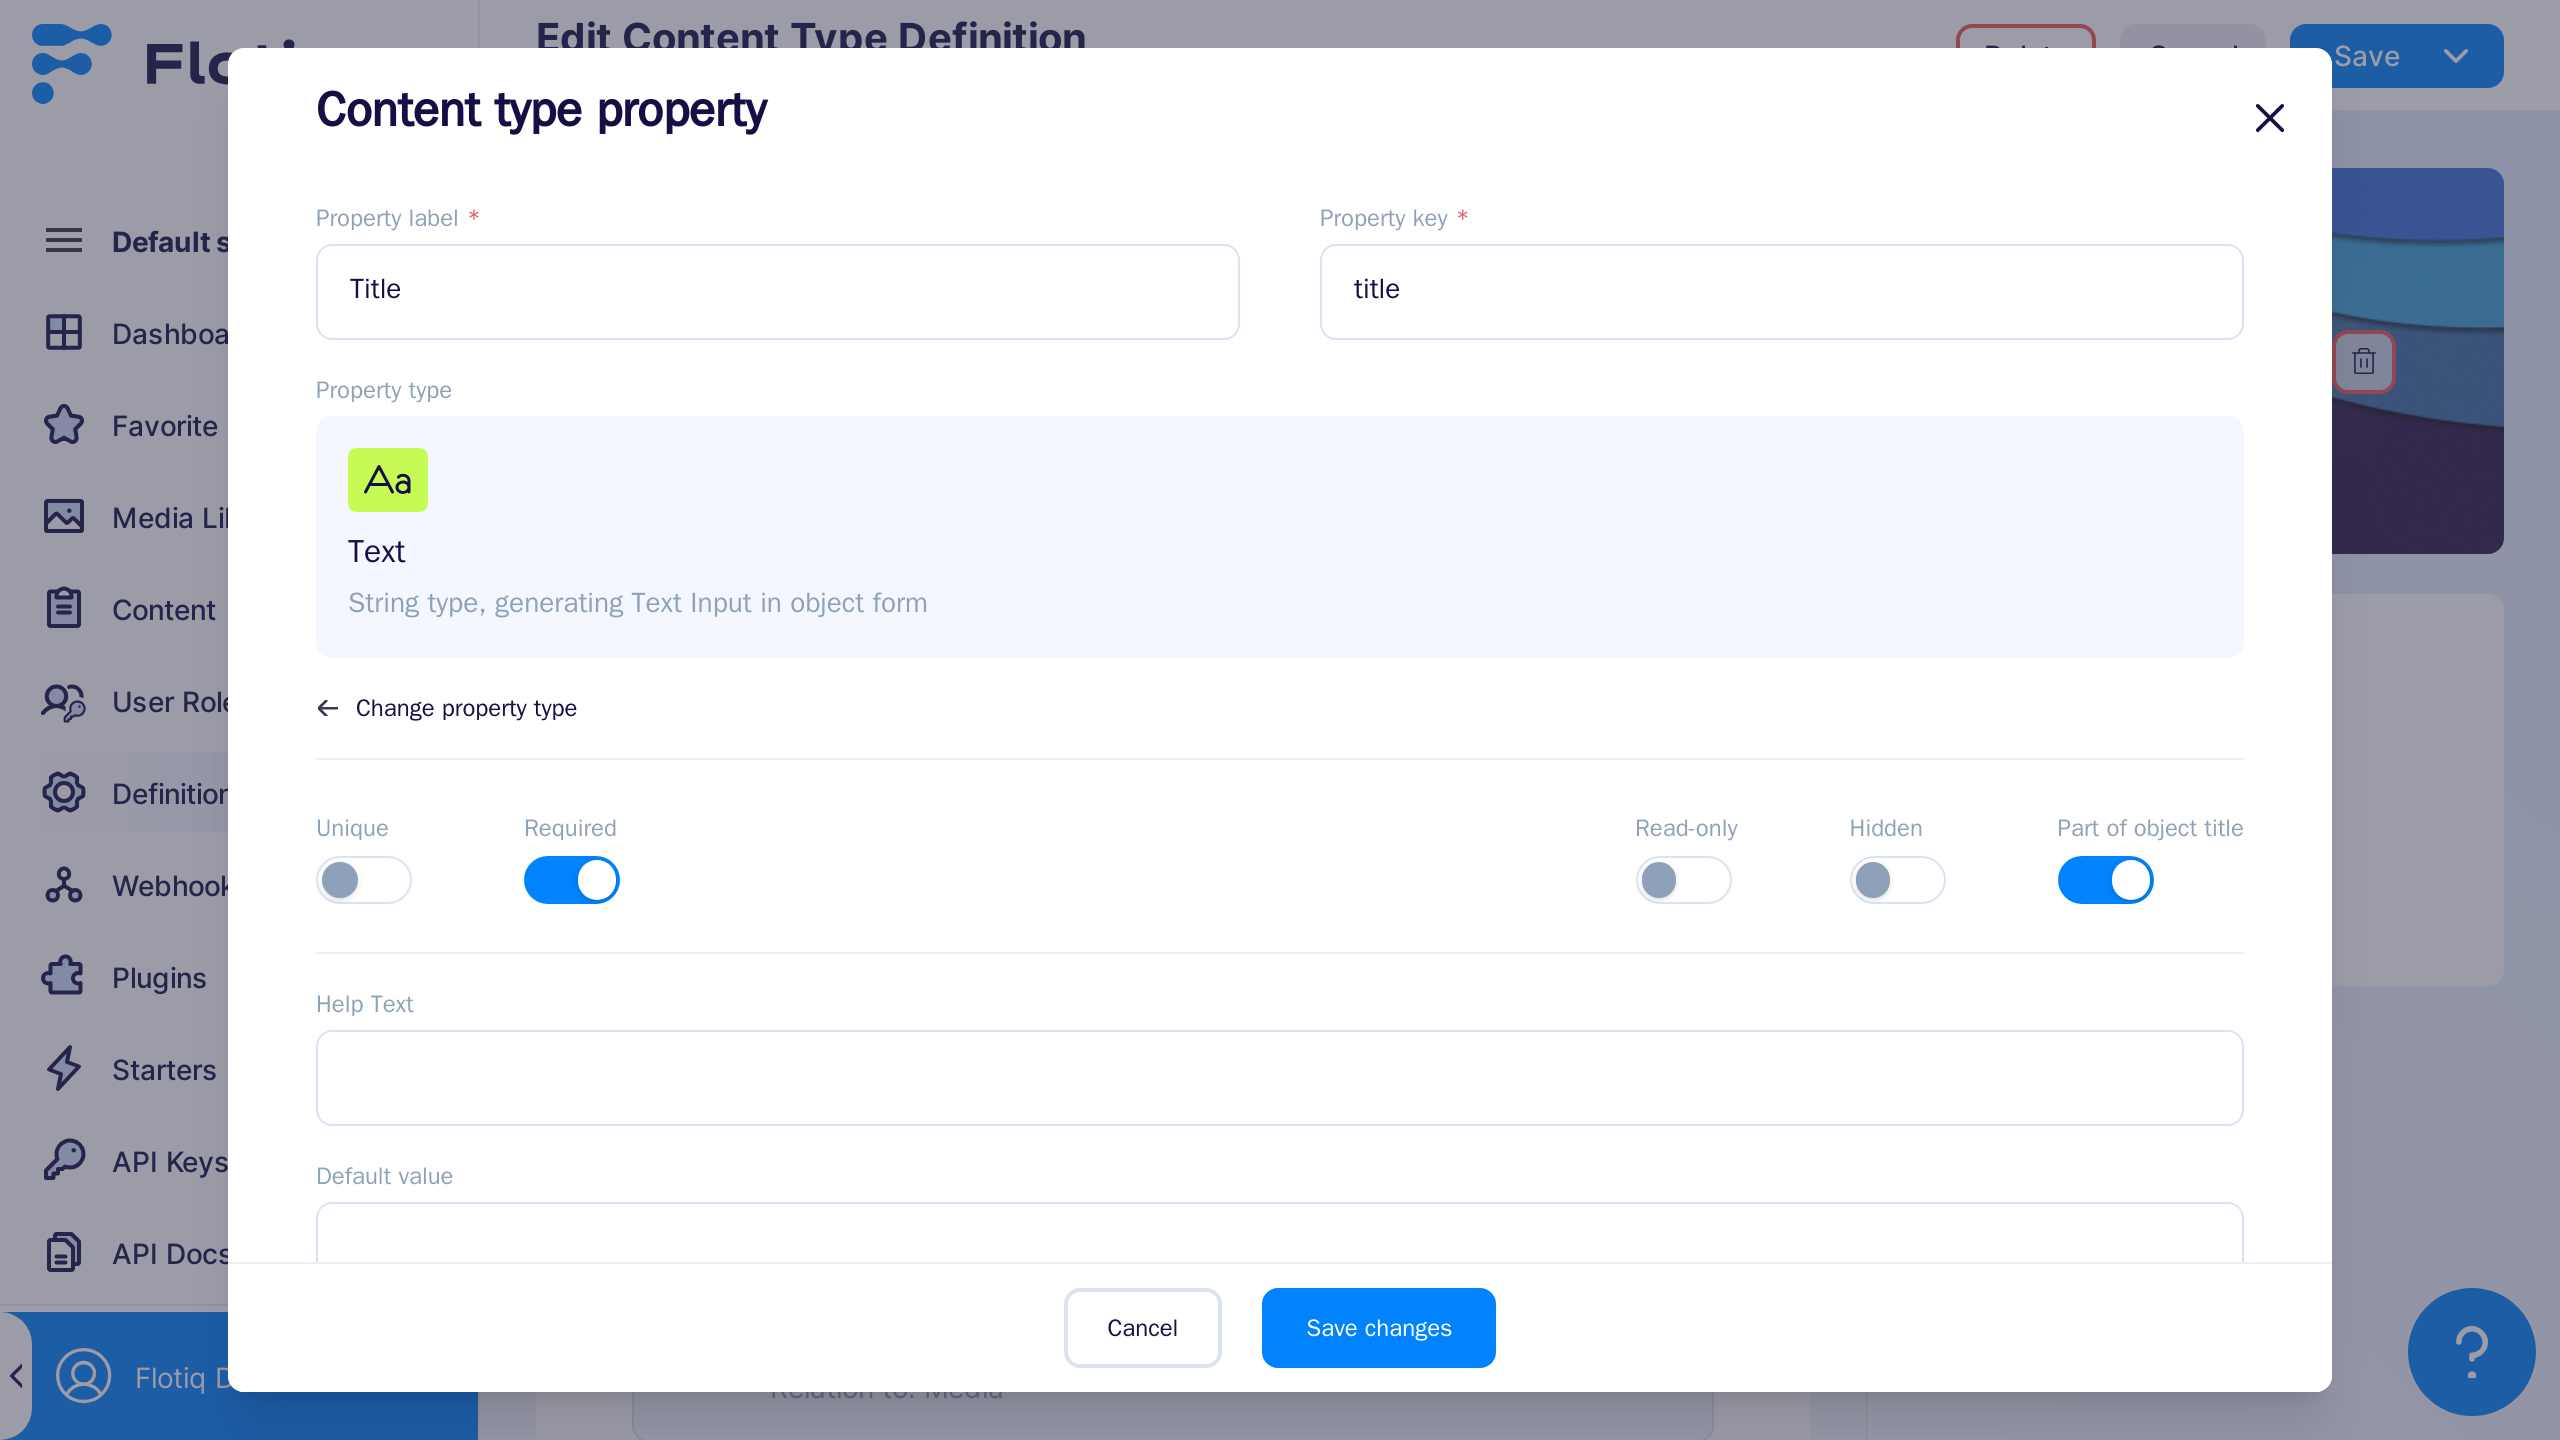 Edit Content Type Definition
Save
Content type property
Property label *
Property key *
Title
title
Property type
Aa
Text
String type, generating Text Input in object form
Change property type
Unique
Required
Read-only
Hidden
Part of object title
Help Text
Default value
Cancel
Save changes
Default s
Dashboa
Favorite
Media Li
Content
User Role
Definition
Webhook
Plugins
Starters
API Keys
API Docs
Flotiq D
Relation to: Media
?